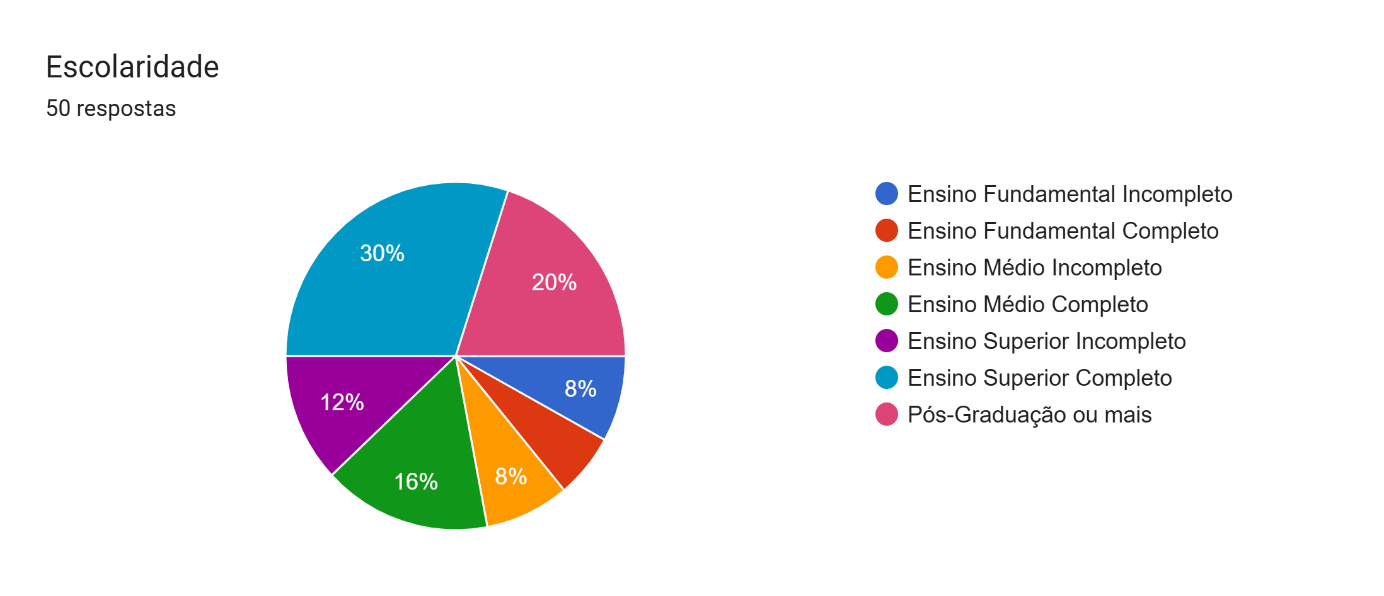 Escolaridade
50 respostas
30%
20%
8%
12%
8%
16%
Ensino Fundamental Incompleto
Ensino Fundamental Completo
Ensino Médio Incompleto
Ensino Médio Completo
Ensino Superior Incompleto
Ensino Superior Completo
Pós-Graduação ou mais